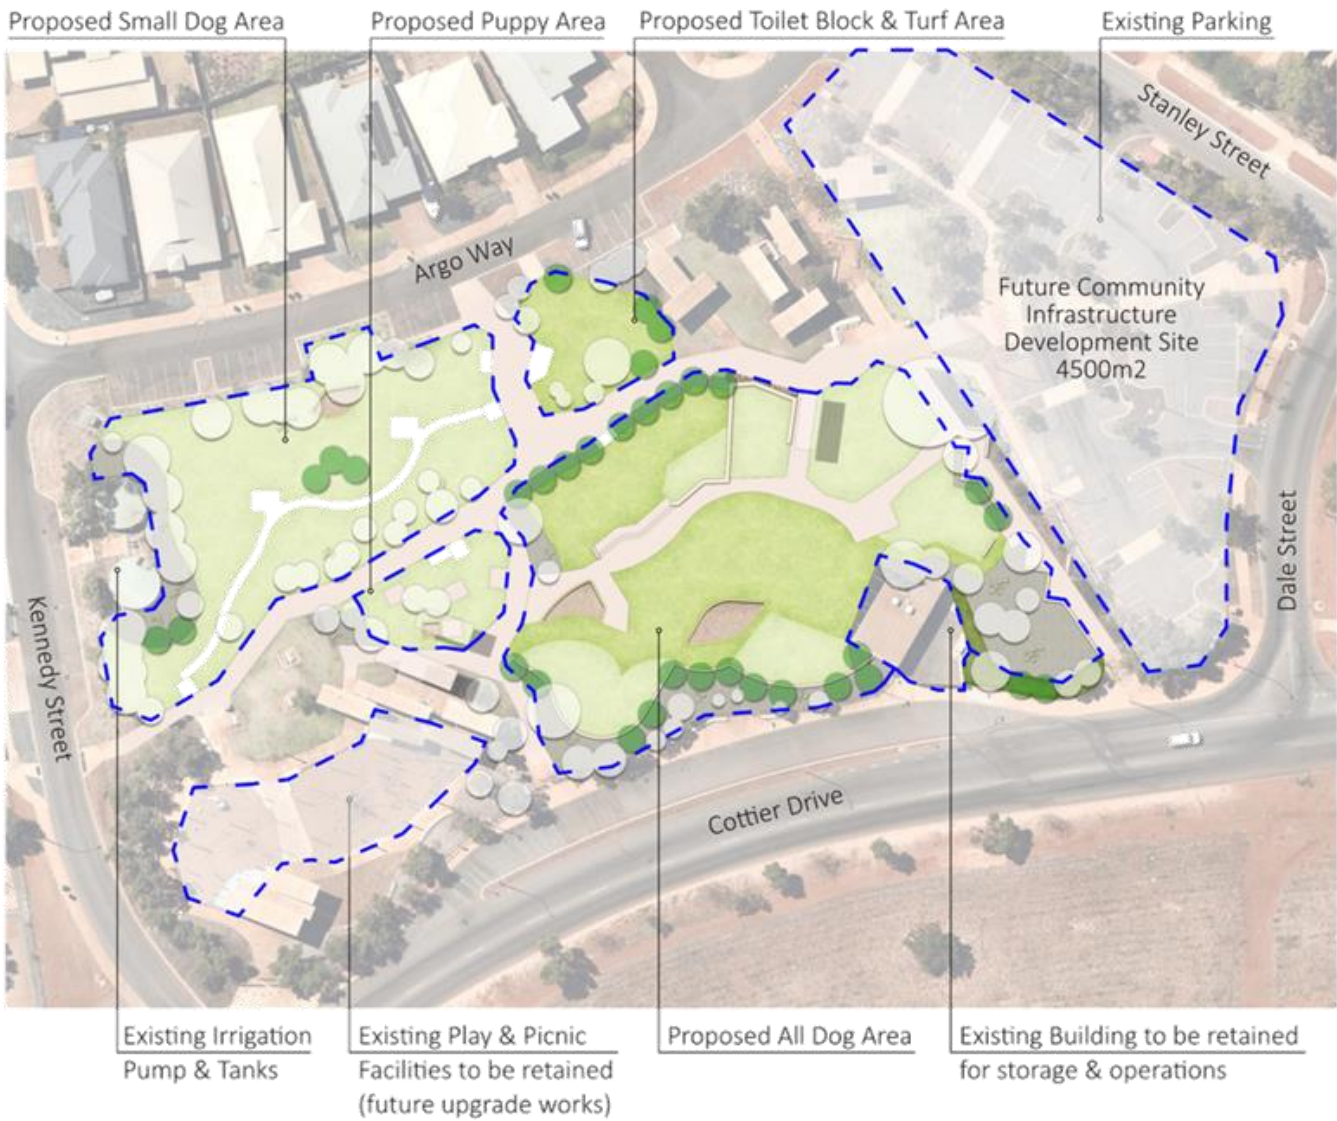 Proposed Small Dog Area
Proposed Puppy Area
Proposed Toilet Block & Turf Area
Existing Parking
Stanley Street
Argo Way
Future Community
Infrastructure
Development Site
4500m2
Dale Street
Kennedy Street
Cottier Drive
Existing Irrigation
Pump & Tanks
Existing Play & Picnic
Facilities to be retained
(future upgrade works)
Proposed All Dog Area
Existing Building to be retained
for storage & operations